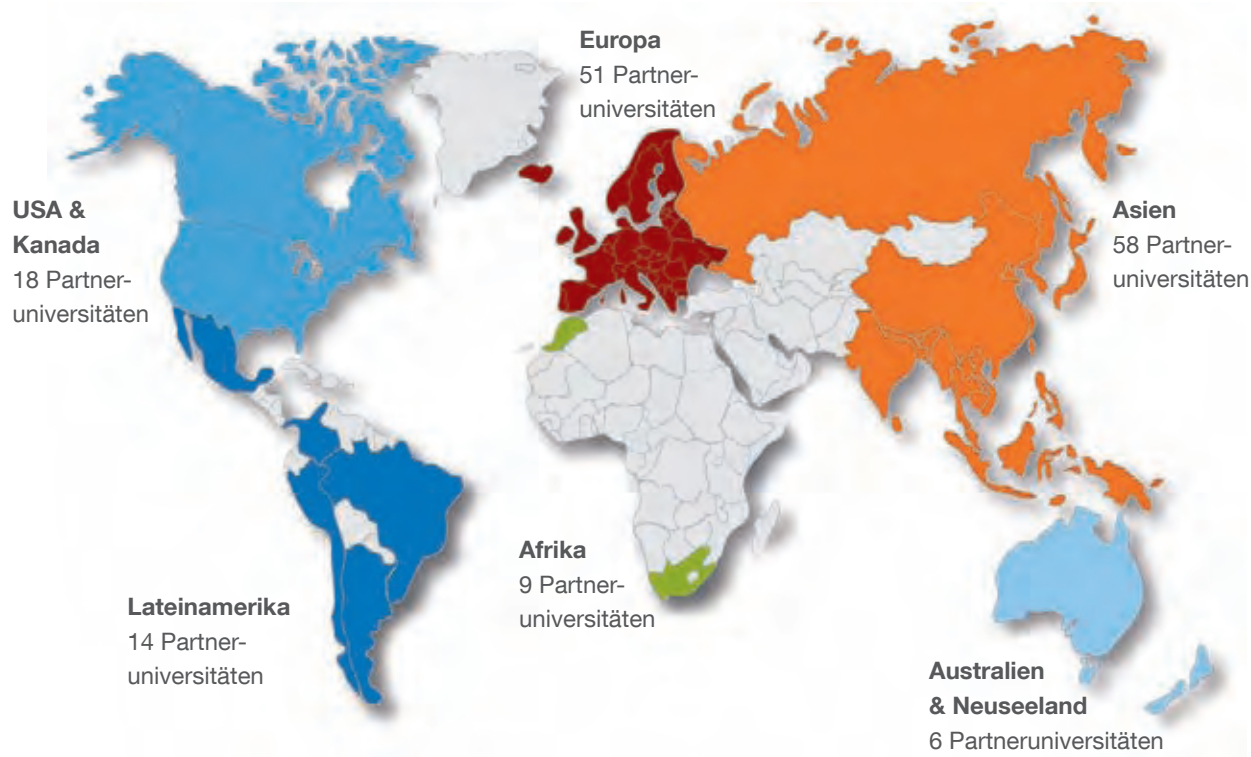 Europa
51 Partner-
universitäten
USA &
Kanada
18 Partner-
universitäten
Asien
58 Partner-
universitäten
Afrika
9 Partner-
universitäten
Lateinamerika
14 Partner-
universitäten
Australien
& Neuseeland
6 Partneruniversitäten